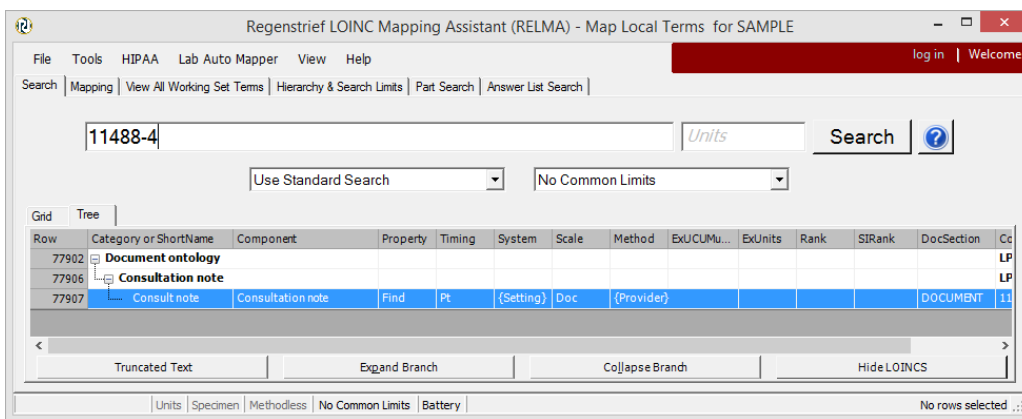 Regenstrief LOINC Mapping Assistant (RELMA) - Map Local Terms for SAMPLE
File Tools HIPAA Lab Auto Mapper View Help log in | Welcome
Search Mapping View All Working Set Terms Hierarchy & Search Limits Part Search Answer List Search
11488-4 Units Search ?
Use Standard Search No Common Limits
Grid Tree
Row Category or ShortName Component Property Timing System Scale Method ExUCUMu... ExUnits Rank SIRank DocSection Co
77902 Document ontology LP
77906 Consultation note LP
77907 Consult note Consultation note Find Pt {Setting} Doc {Provider} DOCUMENT 11
Truncated Text Expand Branch Collapse Branch Hide LOINCS
Units Specimen Methodless No Common Limits Battery No rows selected